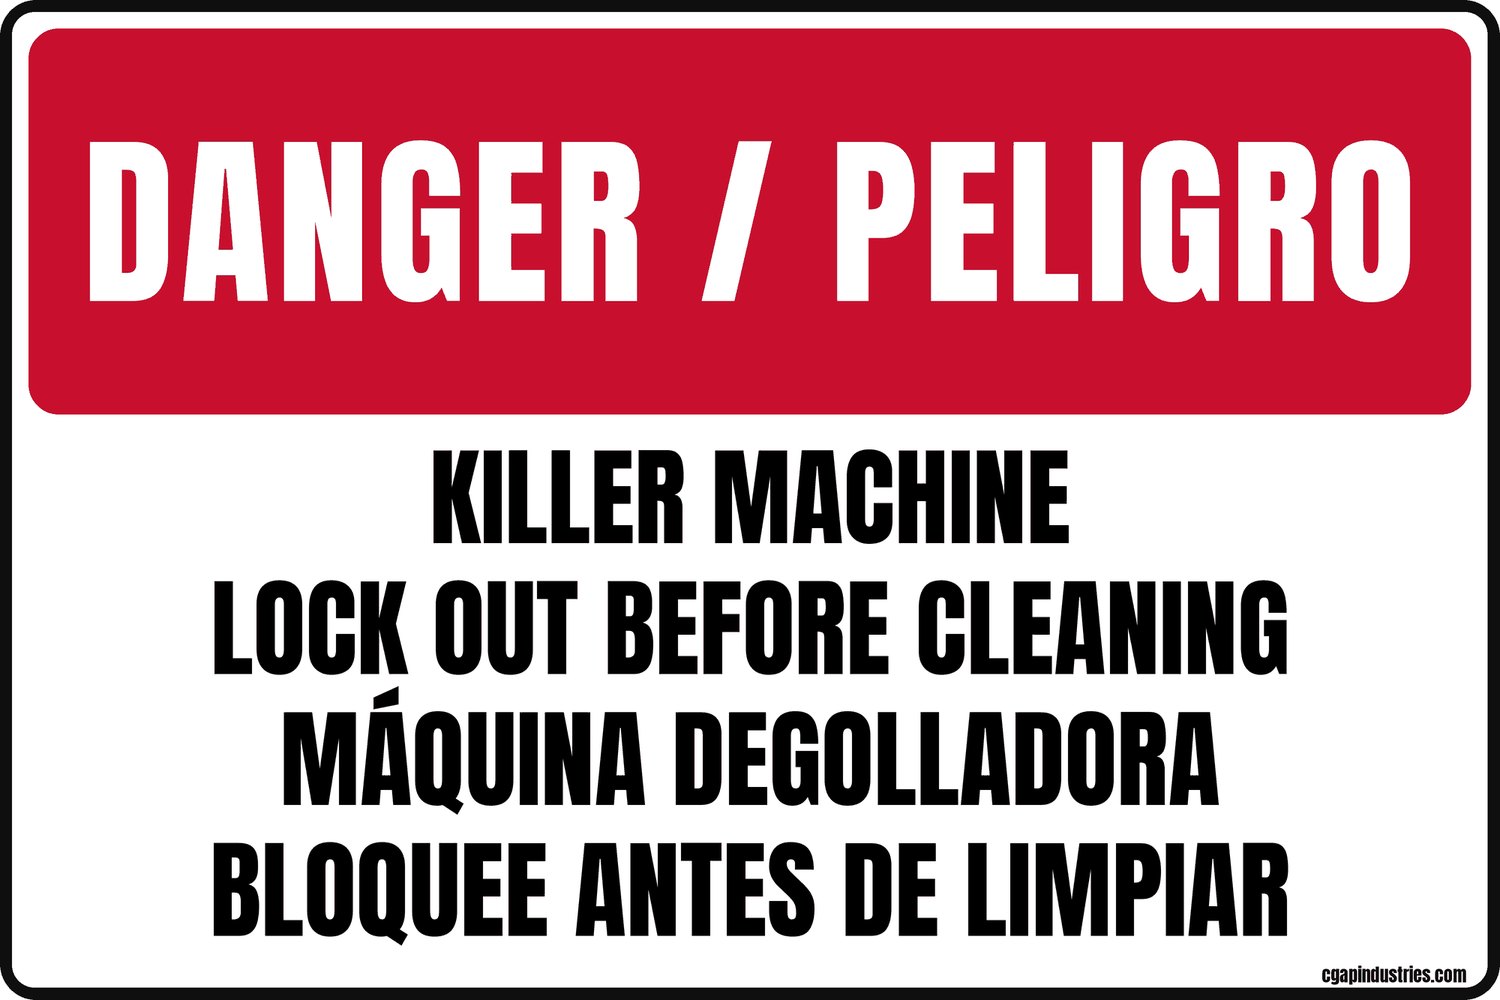 DANGER / PELIGRO
KILLER MACHINE
LOCK OUT BEFORE CLEANING
MÁQUINA DEGOLLADORA
BLOQUEE ANTES DE LIMPIAR
cgapindustries.com